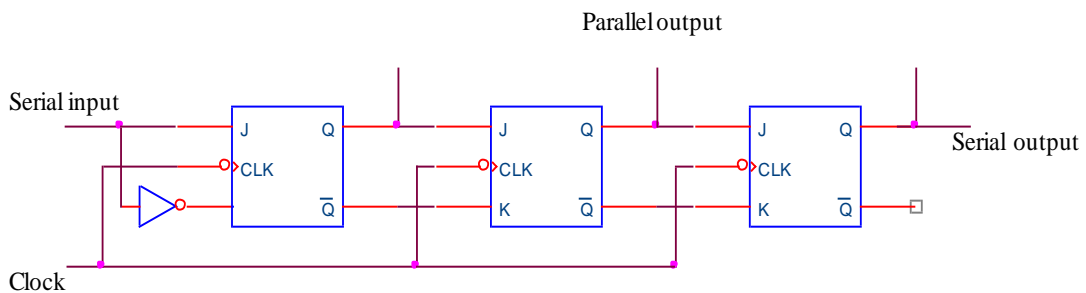 Parallel output
Serial input
J Q J Q J Q
Serial output
CLK CLK CLK
Q̅ K Q̅ K Q̅
Clock